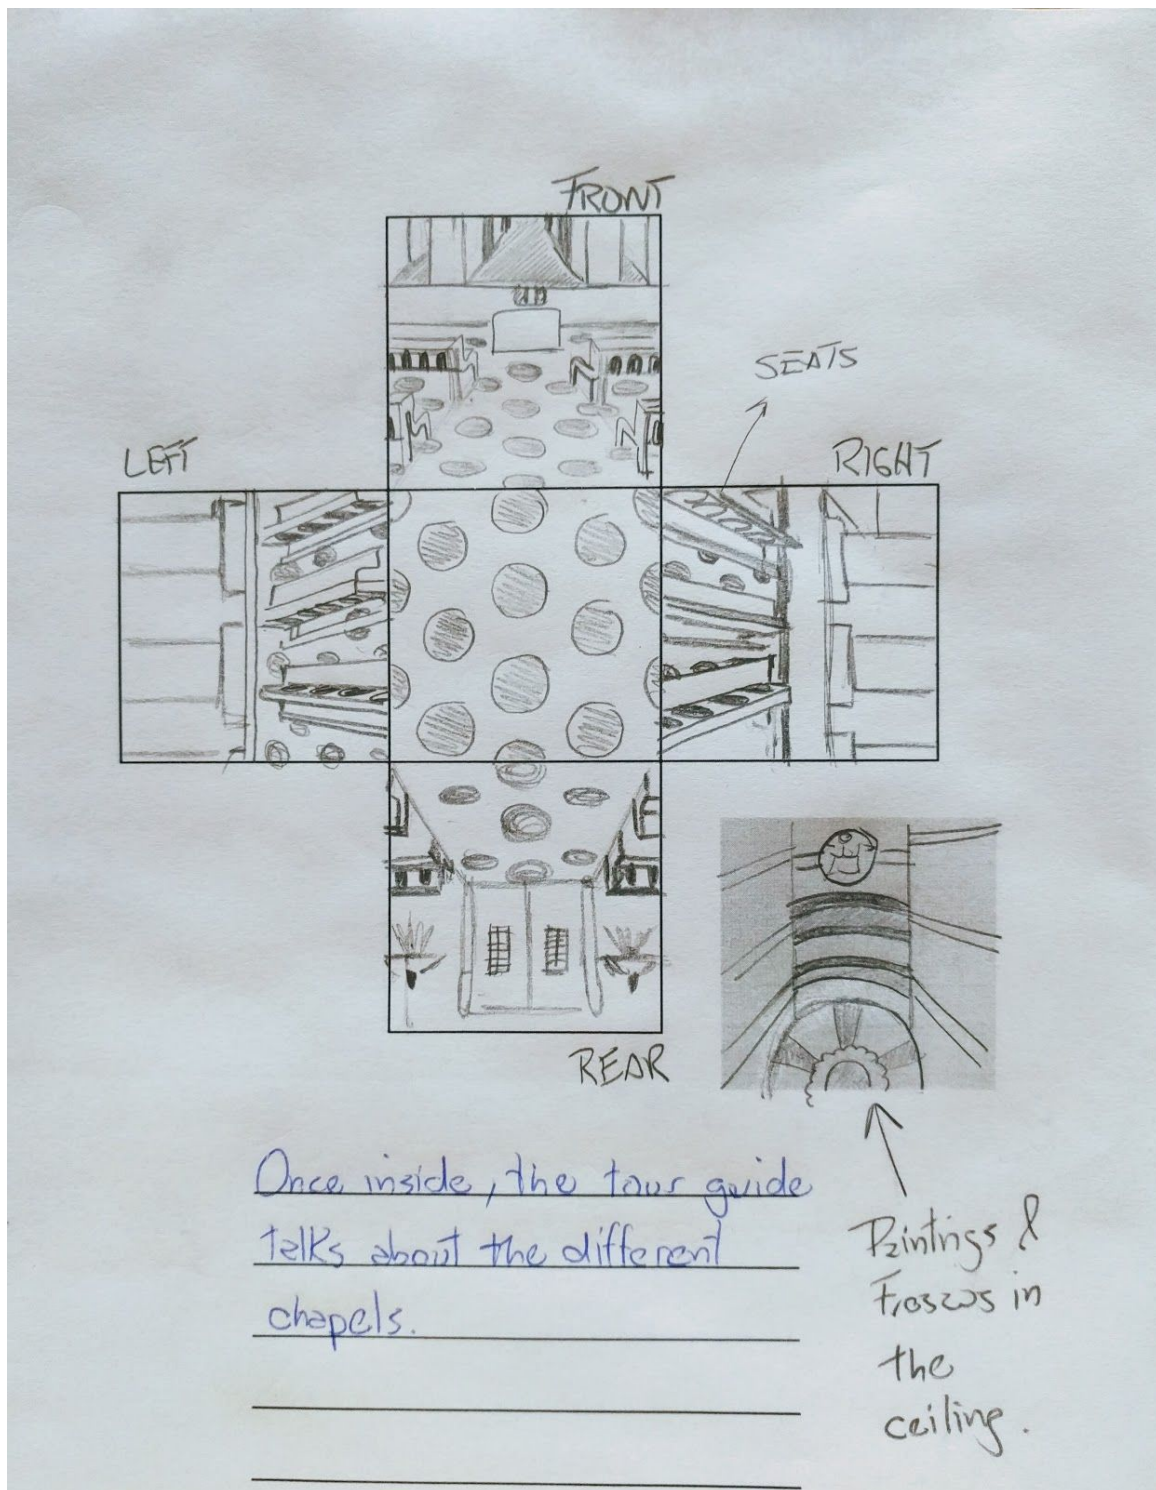 FRONT
SEATS
LEFT
RIGHT
REAR
Once inside, the tour guide
talks about the different
chapels.
Paintings &
Frescos in
the
ceiling.